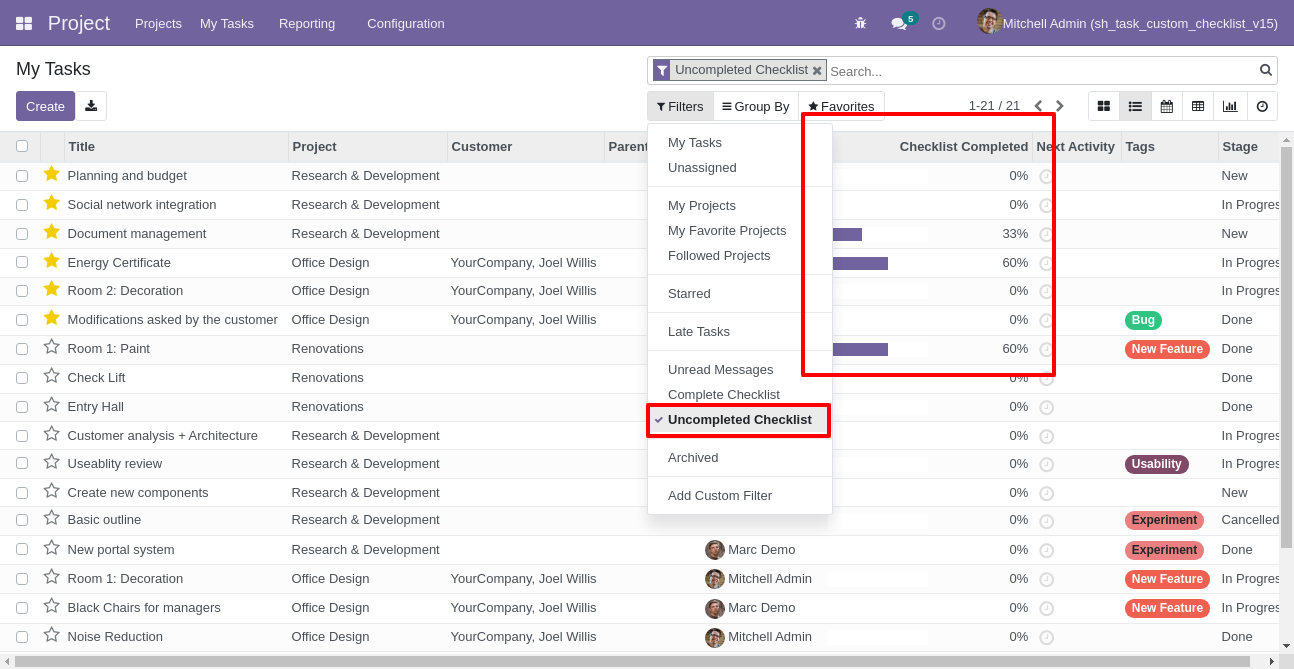 Project Projects My Tasks Reporting Configuration 5 Mitchell Admin (sh_task_custom_checklist_v15)
My Tasks
Uncompleted Checklist Search...
Create Filters Group By Favorites 1-21 / 21
Title Project Customer Parent Checklist Completed Next Activity Tags Stage
My Tasks
Unassigned
My Projects
My Favorite Projects
Followed Projects
Starred
Late Tasks
Unread Messages
Complete Checklist
Uncompleted Checklist
Archived
Add Custom Filter
Planning and budget Research & Development 0% New
Social network integration Research & Development 0% In Progres
Document management Research & Development 33% New
Energy Certificate Office Design YourCompany, Joel Willis 60% In Progres
Room 2: Decoration Office Design YourCompany, Joel Willis 0% In Progres
Modifications asked by the customer Office Design YourCompany, Joel Willis 0% Bug Done
Room 1: Paint Renovations 60% New Feature Done
Check Lift Renovations 0% Done
Entry Hall Renovations 0% Done
Customer analysis + Architecture Research & Development 0% In Progres
Useablity review Research & Development 0% Usability In Progres
Create new components Research & Development 0% New
Basic outline Research & Development 0% Experiment Cancelled
New portal system Research & Development Marc Demo 0% Experiment Done
Room 1: Decoration Office Design YourCompany, Joel Willis Mitchell Admin 0% New Feature In Progres
Black Chairs for managers Office Design YourCompany, Joel Willis Marc Demo 0% New Feature In Progres
Noise Reduction Office Design YourCompany, Joel Willis Mitchell Admin 0% Done